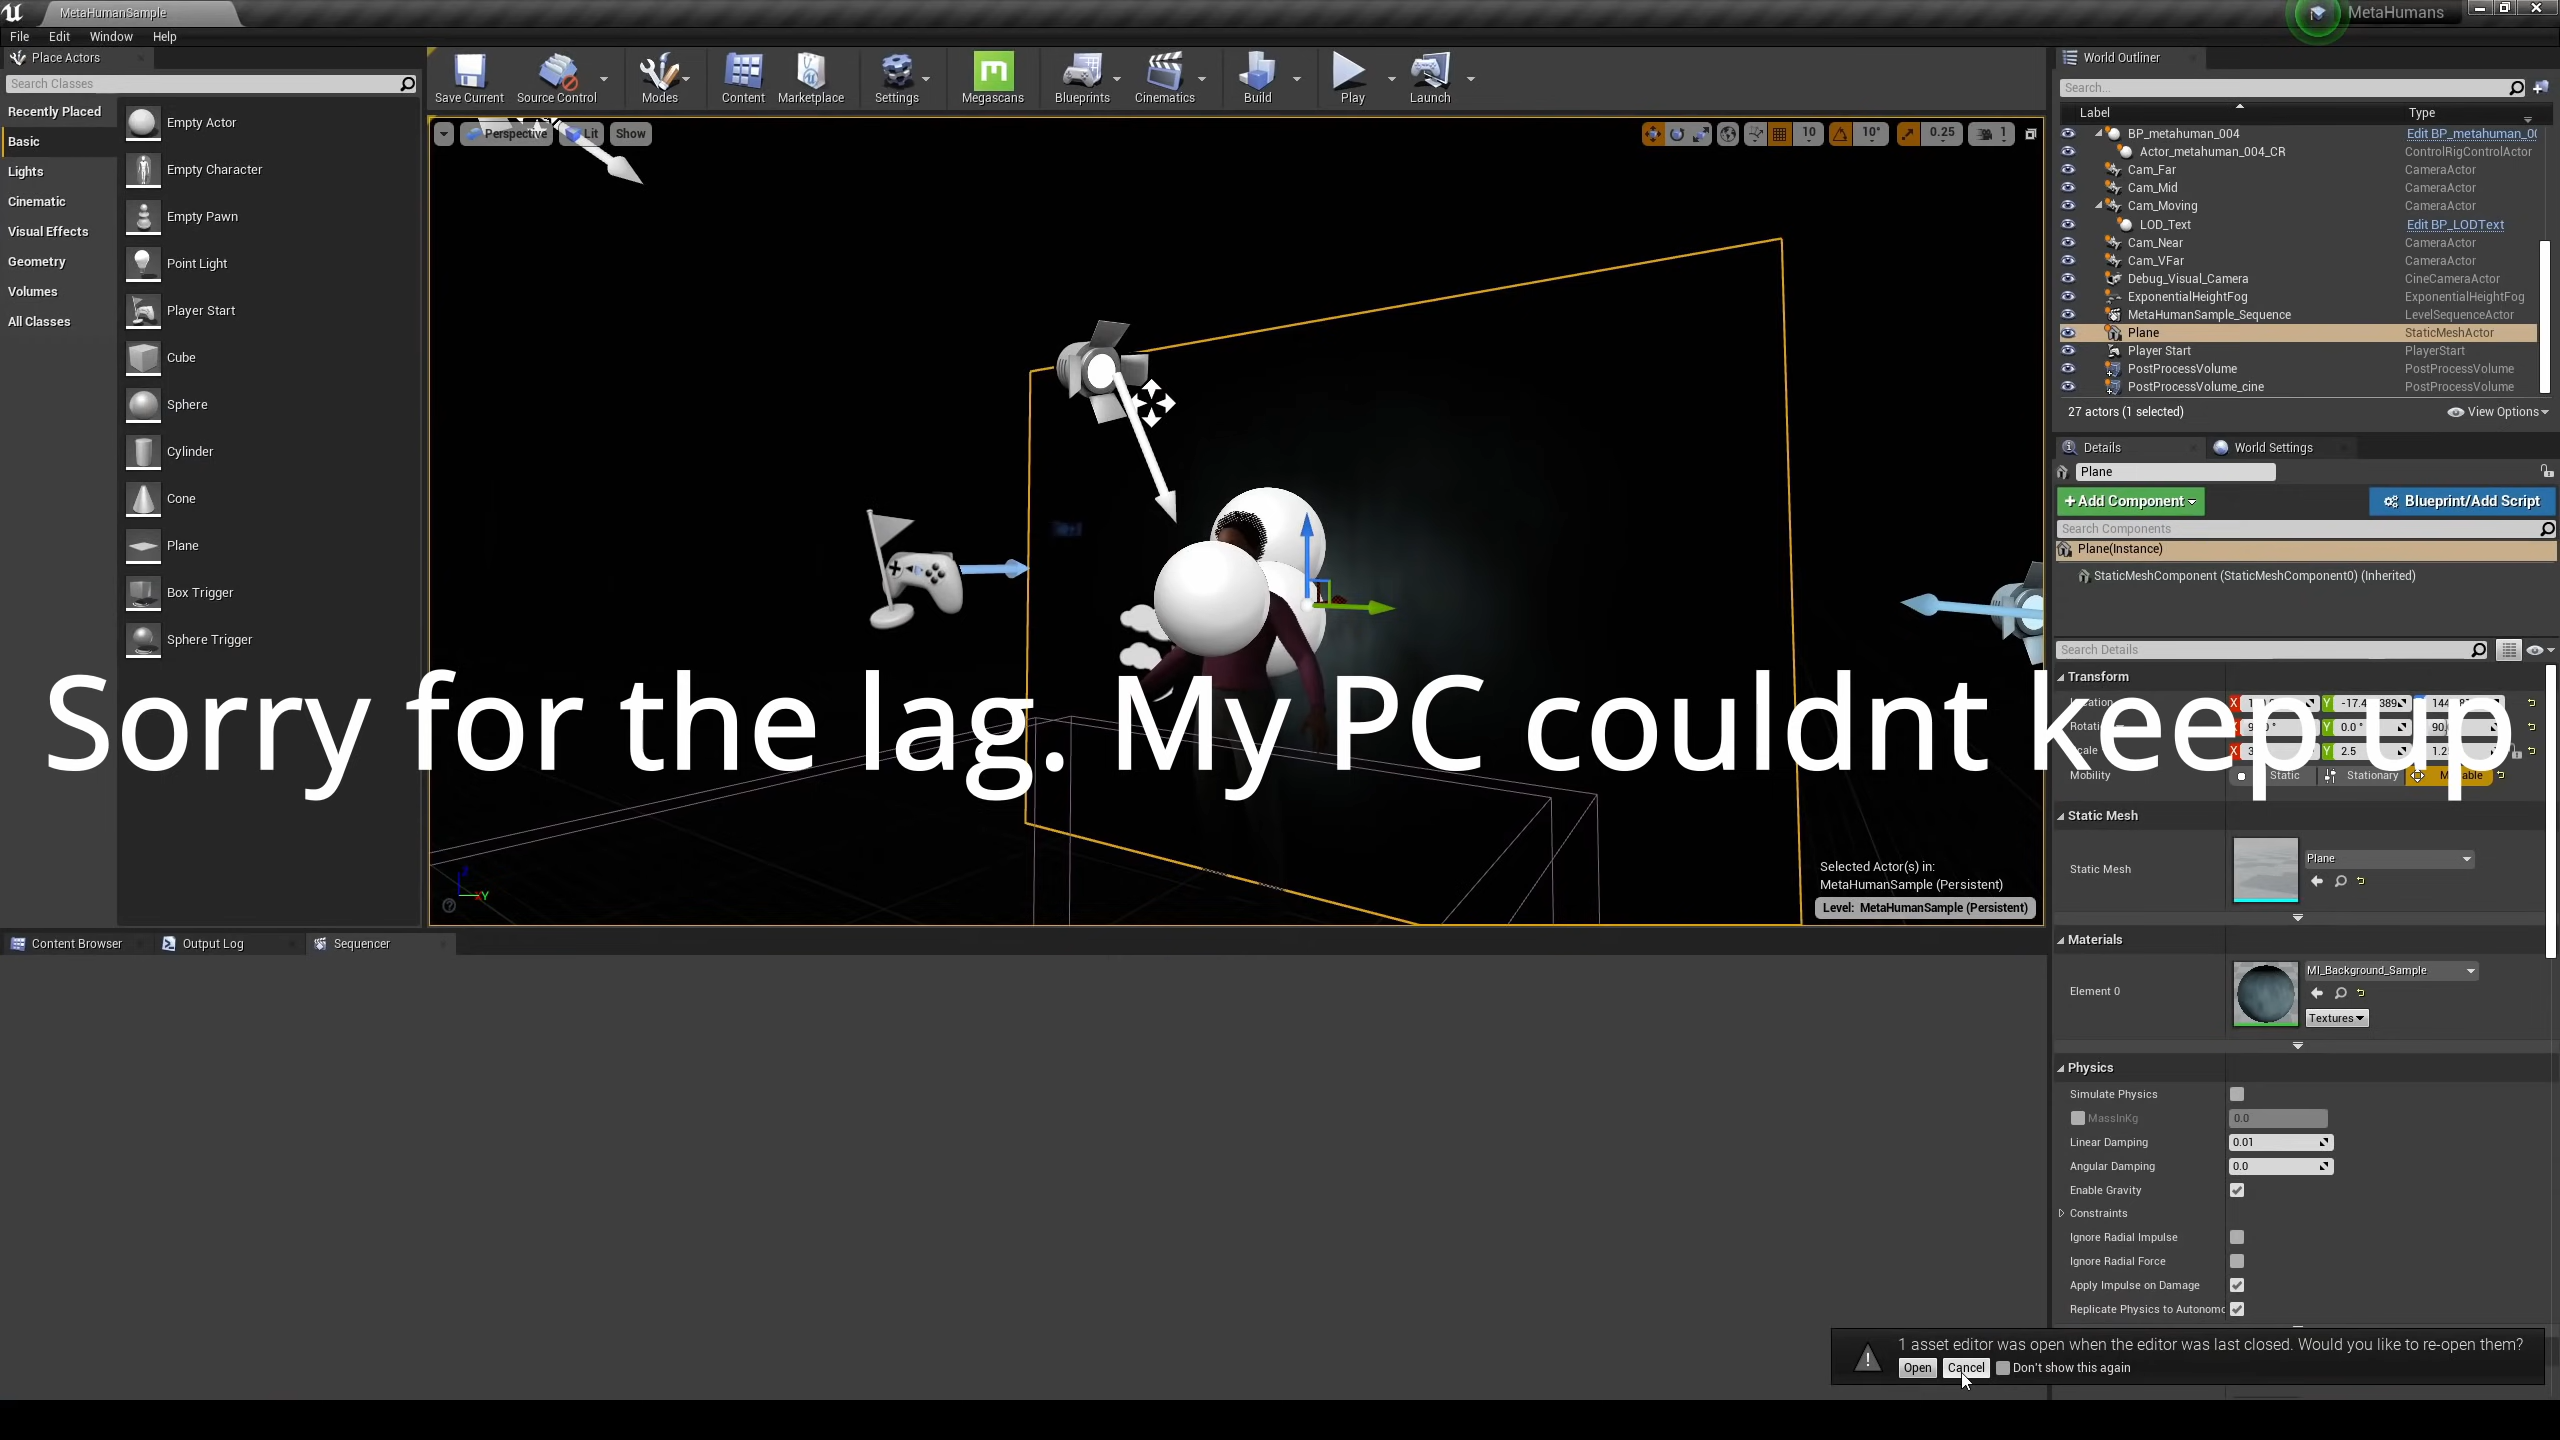 MetaHumanSample
MetaHumans
File Edit Window Help
Place Actors
Search Classes
Recently Placed
Basic
Lights
Cinematic
Visual Effects
Geometry
Volumes
All Classes
Empty Actor
Empty Character
Empty Pawn
Point Light
Player Start
Cube
Sphere
Cylinder
Cone
Plane
Box Trigger
Sphere Trigger
Save Current Source Control Modes Content Marketplace Settings Megascans Blueprints Cinematics Build Play Launch
Perspective Lit Show
10 10° 0.25 1
Sorry for the lag. My PC couldnt keep up
Selected Actor(s) in:
MetaHumanSample (Persistent)
Level: MetaHumanSample (Persistent)
Z
Y
Content Browser Output Log Sequencer
World Outliner
Search...
Label Type
BP_metahuman_004 Edit BP_metahuman_00
Actor_metahuman_004_CR ControlRigControlActor
Cam_Far CameraActor
Cam_Mid CameraActor
Cam_Moving CameraActor
LOD_Text Edit BP_LODText
Cam_Near CameraActor
Cam_VFar CameraActor
Debug_Visual_Camera CineCameraActor
ExponentialHeightFog ExponentialHeightFog
MetaHumanSample_Sequence LevelSequenceActor
Plane StaticMeshActor
Player Start PlayerStart
PostProcessVolume PostProcessVolume
PostProcessVolume_cine PostProcessVolume
27 actors (1 selected) View Options
Details World Settings
Plane
+Add Component Blueprint/Add Script
Search Components
Plane(Instance)
StaticMeshComponent (StaticMeshComponent0) (Inherited)
Search Details
Transform
X Y
X Y 0.0 °
X Y 2.5
Mobility Static Stationary
Static Mesh
Static Mesh Plane
Materials
Element 0 MI_Background_Sample
Textures
Physics
Simulate Physics
MassInKg 0.0
Linear Damping 0.01
Angular Damping 0.0
Enable Gravity
Constraints
Ignore Radial Impulse
Ignore Radial Force
Apply Impulse on Damage
Replicate Physics to Autonomo
1 asset editor was open when the editor was last closed. Would you like to re-open them?
Open Cancel Don't show this again